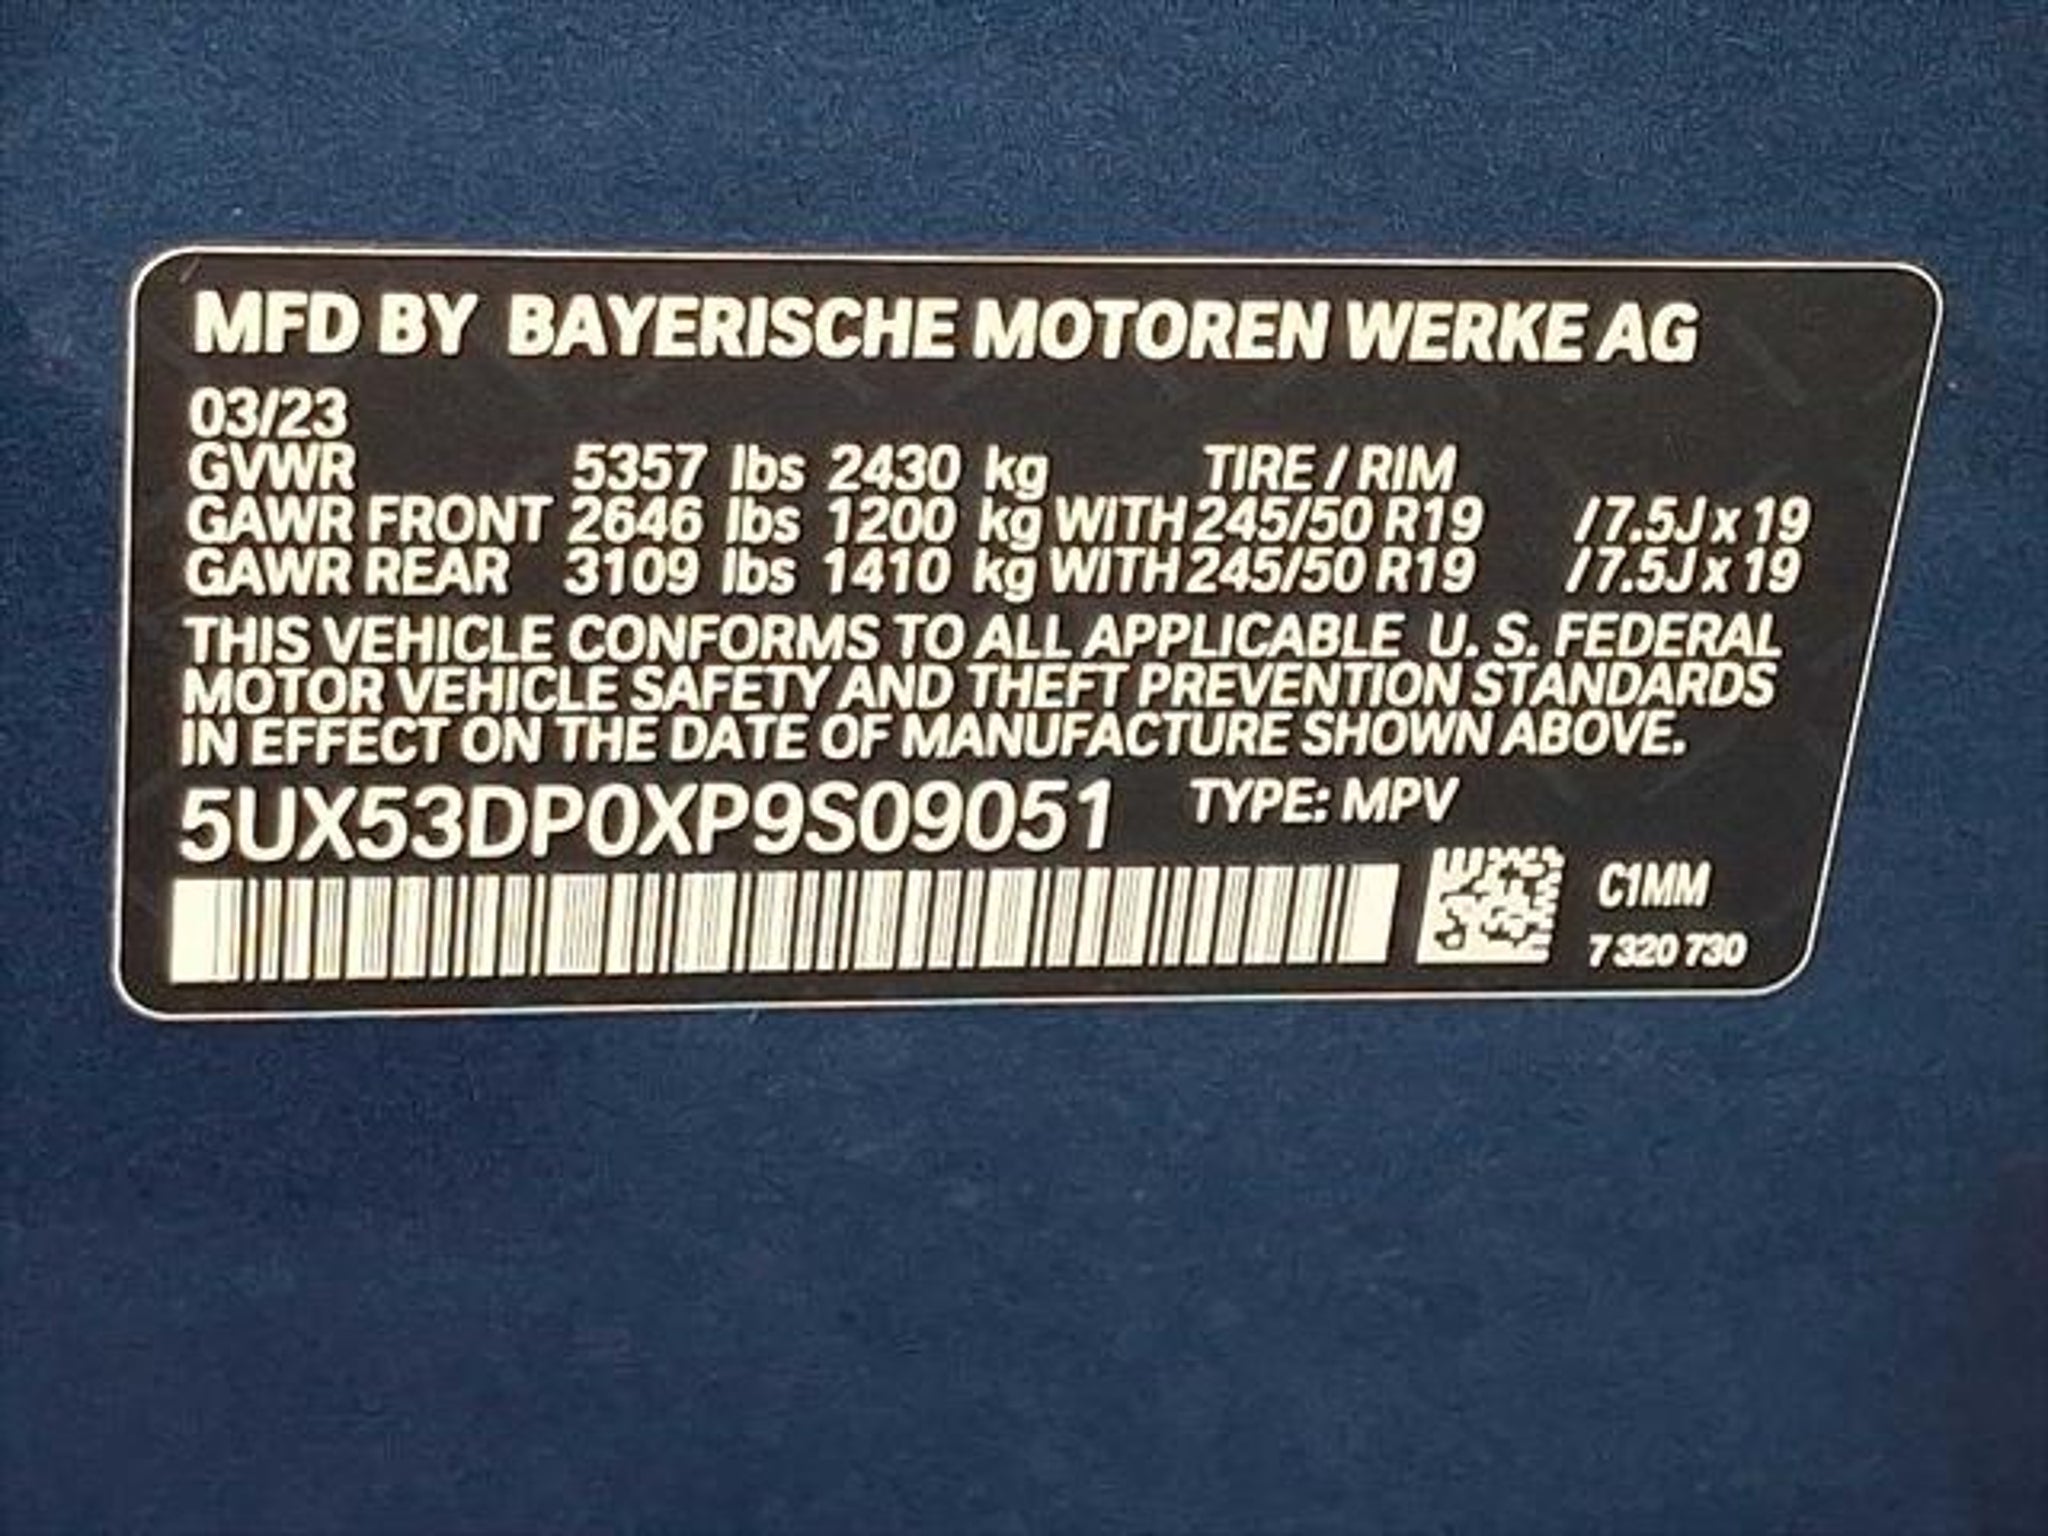 MFD BY BAYERISCHE MOTOREN WERKE AG
03/23
GVWR 5357 lbs 2430 kg TIRE / RIM
GAWR FRONT 2646 lbs 1200 kg WITH 245/50 R19 /7.5J x 19
GAWR REAR 3109 lbs 1410 kg WITH 245/50 R19 /7.5J x 19
THIS VEHICLE CONFORMS TO ALL APPLICABLE U. S. FEDERAL
MOTOR VEHICLE SAFETY AND THEFT PREVENTION STANDARDS
IN EFFECT ON THE DATE OF MANUFACTURE SHOWN ABOVE.
5UX53DP0XP9S09051 TYPE: MPV
C1MM
7 320 730